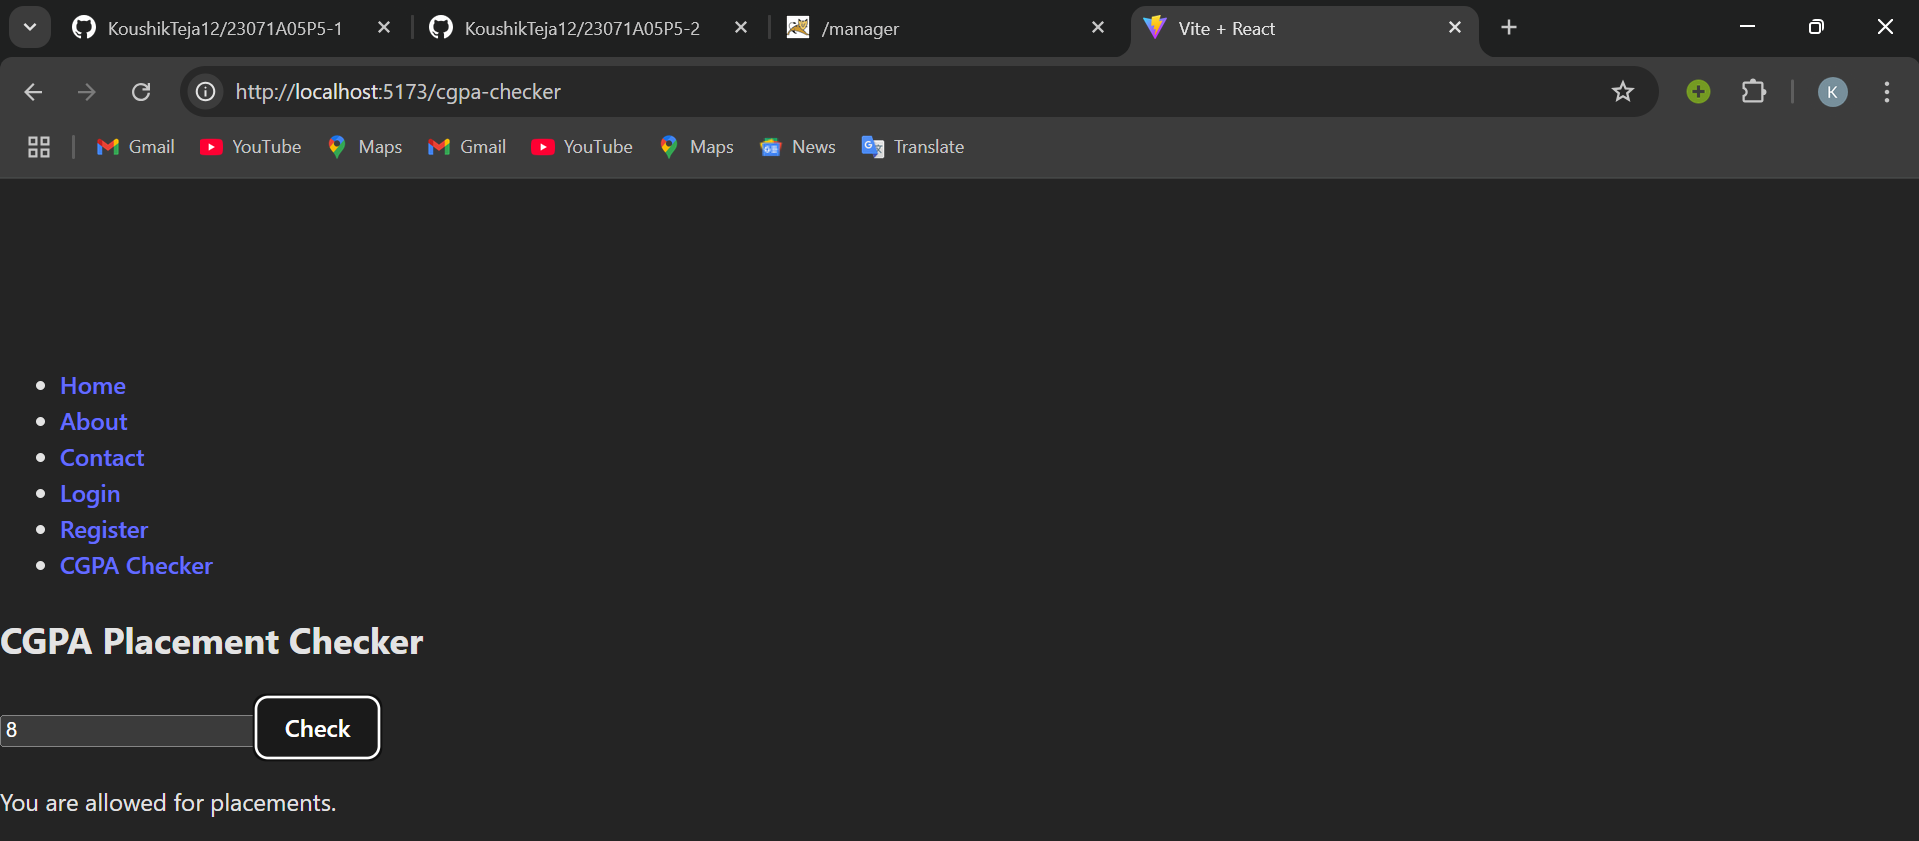 KoushikTeja12/23071A05P5-1
KoushikTeja12/23071A05P5-2
/manager
Vite + React
http://localhost:5173/cgpa-checker
K
Gmail
YouTube
Maps
Gmail
YouTube
Maps
News
Translate
Home
About
Contact
Login
Register
CGPA Checker
CGPA Placement Checker
8
Check
You are allowed for placements.